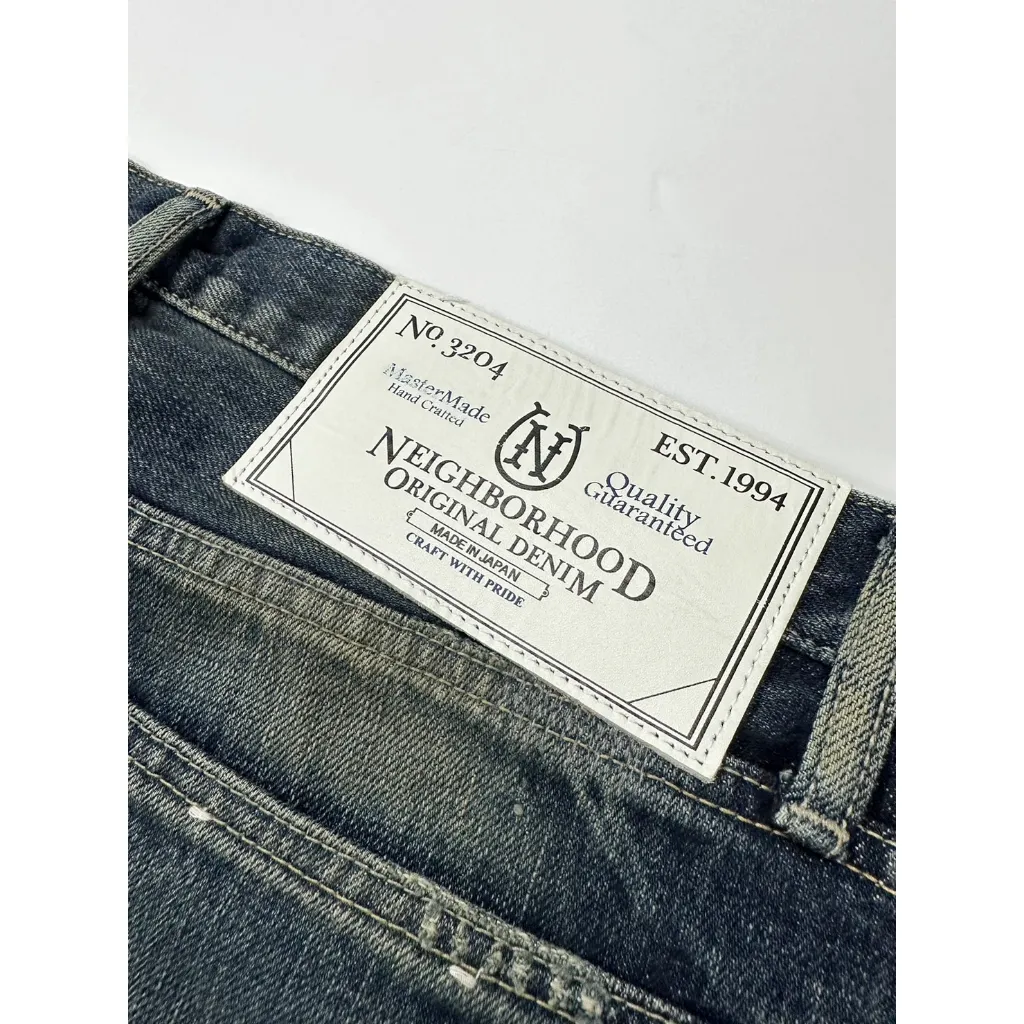 No. 3204
EST. 1994
MasterMade
Hand Crafted
N
Quality
Guaranteed
NEIGHBORHOOD
ORIGINAL DENIM
MADE IN JAPAN
CRAFT WITH PRIDE